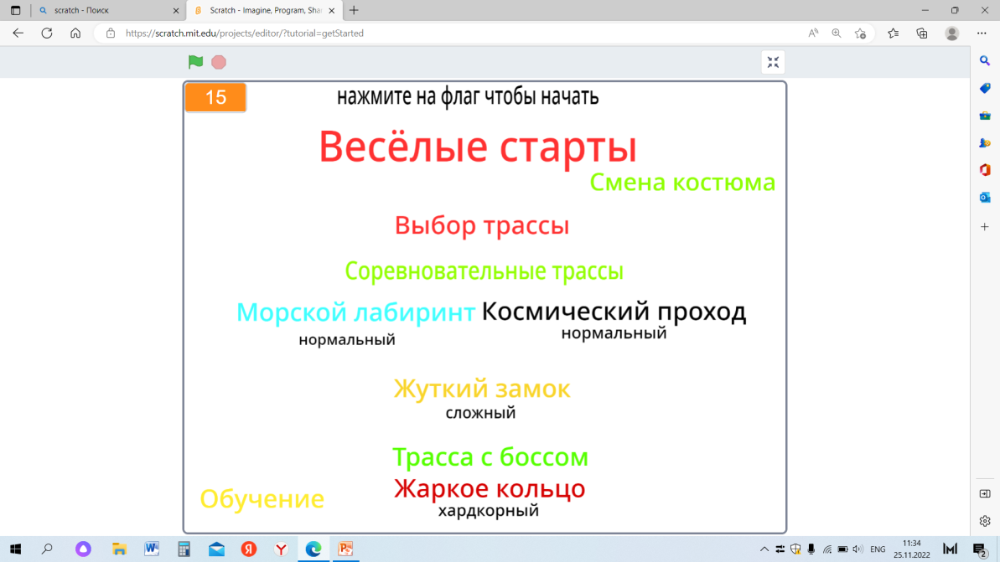 scratch - Поиск
Scratch - Imagine, Program, Sha
https://scratch.mit.edu/projects/editor/?tutorial=getStarted
15
нажмите на флаг чтобы начать
Весёлые старты
Смена костюма
Выбор трассы
Соревновательные трассы
Морской лабиринт Космический проход
нормальный нормальный
Жуткий замок
сложный
Трасса с боссом
Жаркое кольцо
Обучение
хардкорный
ENG
11:34
25.11.2022
2